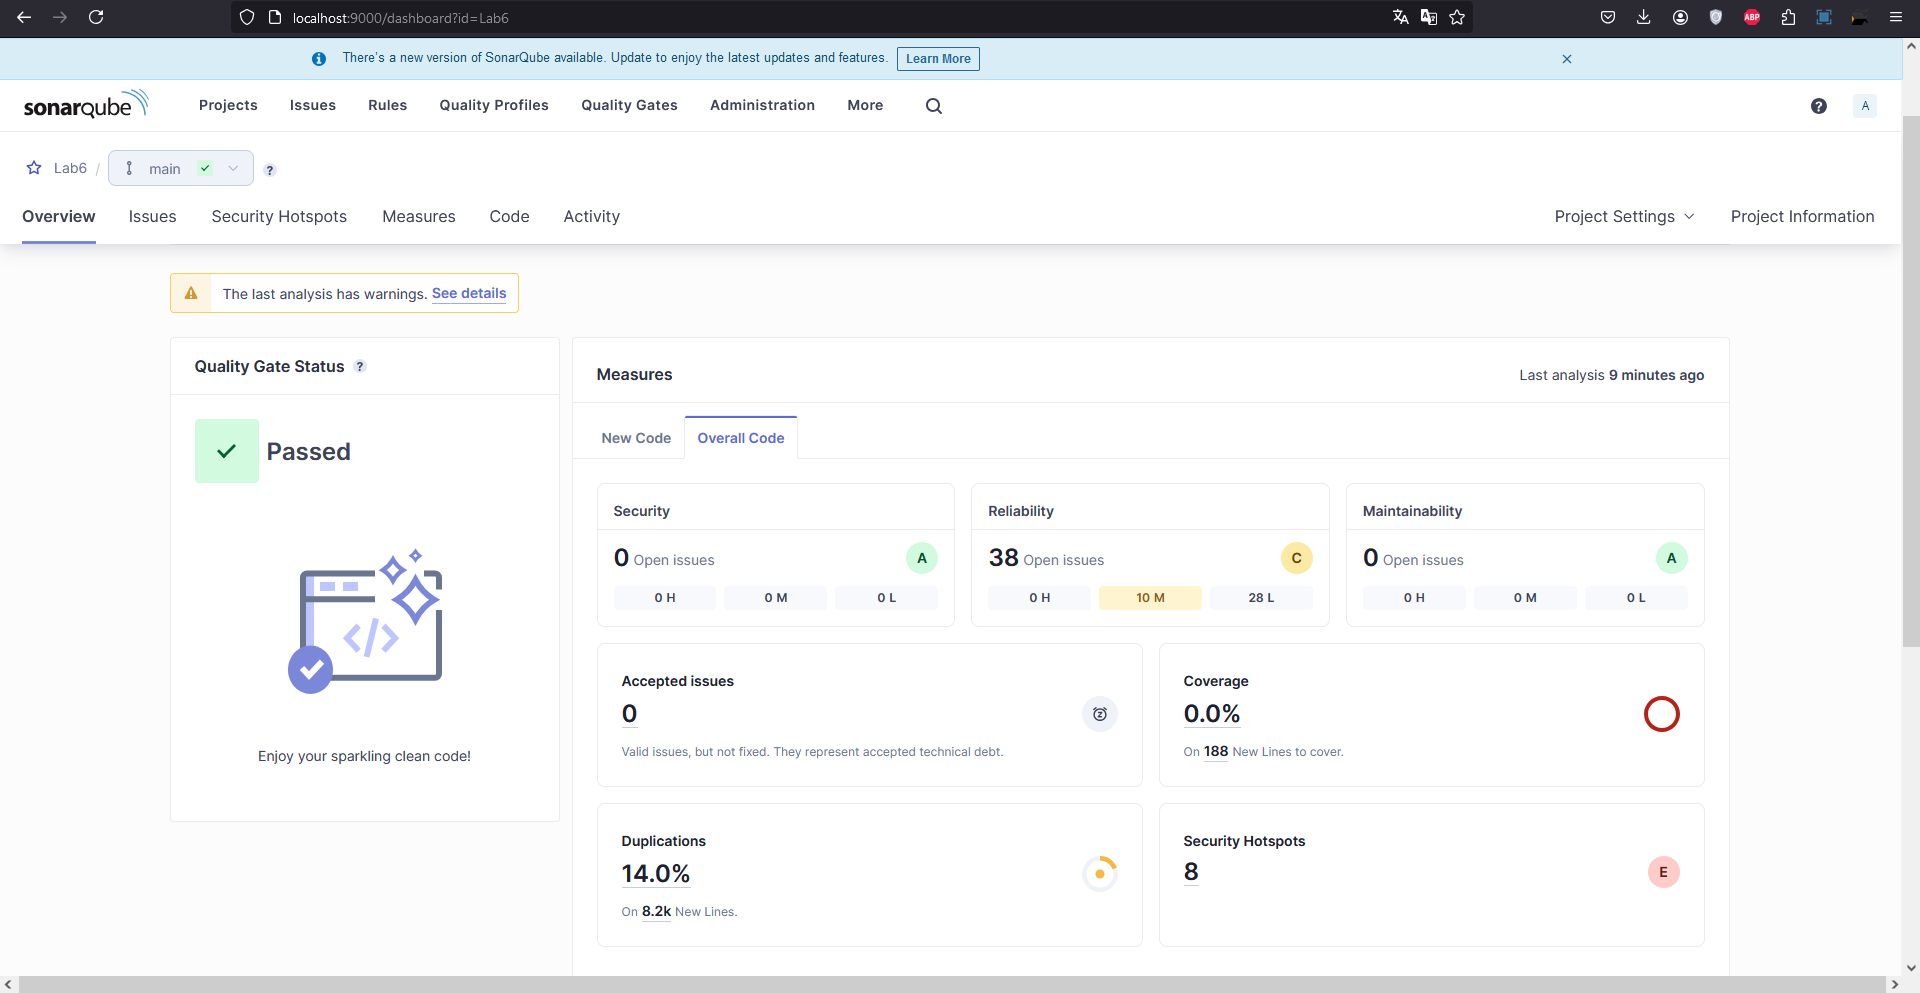 localhost:9000/dashboard?id=Lab6
ABP
There's a new version of SonarQube available. Update to enjoy the latest updates and features. Learn More
sonarqube Projects Issues Rules Quality Profiles Quality Gates Administration More ? A
Lab6 / main ?
Overview Issues Security Hotspots Measures Code Activity Project Settings Project Information
The last analysis has warnings. See details
Quality Gate Status ?
Passed
</>
Enjoy your sparkling clean code!
Measures Last analysis 9 minutes ago
New Code Overall Code
Security
0 Open issues A
0 H 0 M 0 L
Reliability
38 Open issues C
0 H 10 M 28 L
Maintainability
0 Open issues A
0 H 0 M 0 L
Accepted issues
0
Valid issues, but not fixed. They represent accepted technical debt.
Coverage
0.0%
On 188 New Lines to cover.
Duplications
14.0%
On 8.2k New Lines.
Security Hotspots
8 E